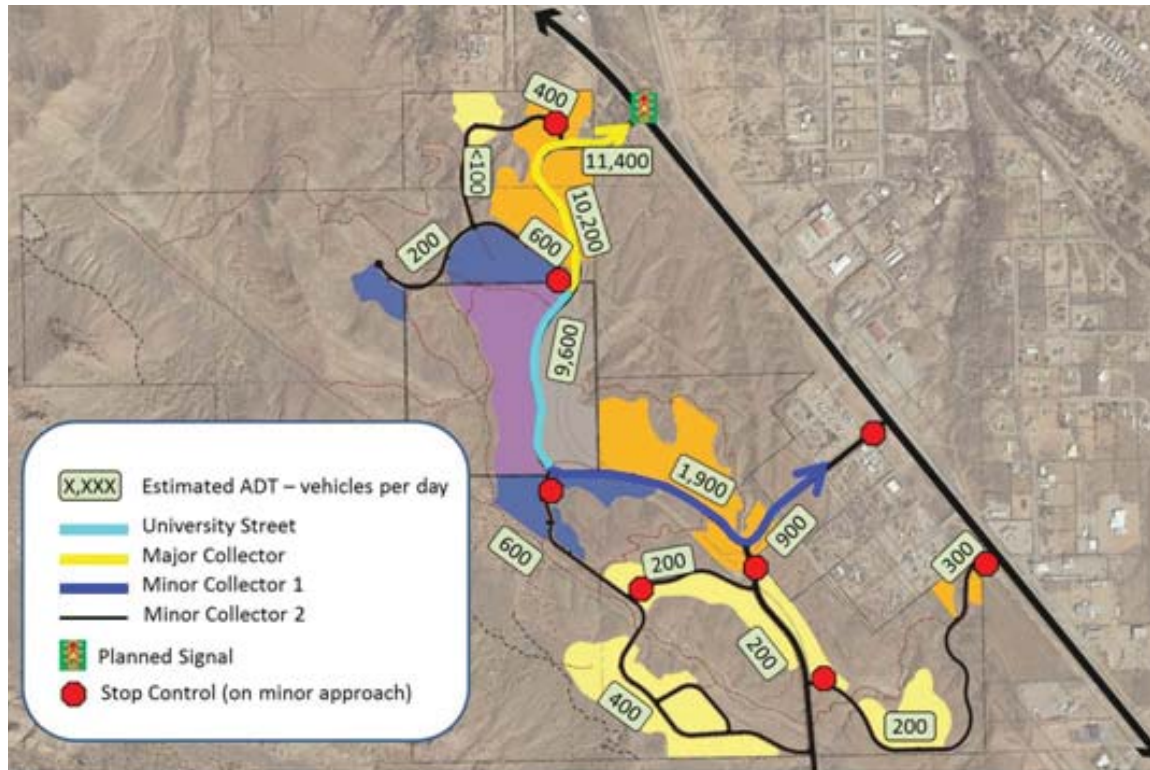 400
11,400
<100
10,200
200
600
9,600
1,900
900
600
200
300
200
400
200
X,XXX Estimated ADT – vehicles per day
University Street
Major Collector
Minor Collector 1
Minor Collector 2
Planned Signal
Stop Control (on minor approach)